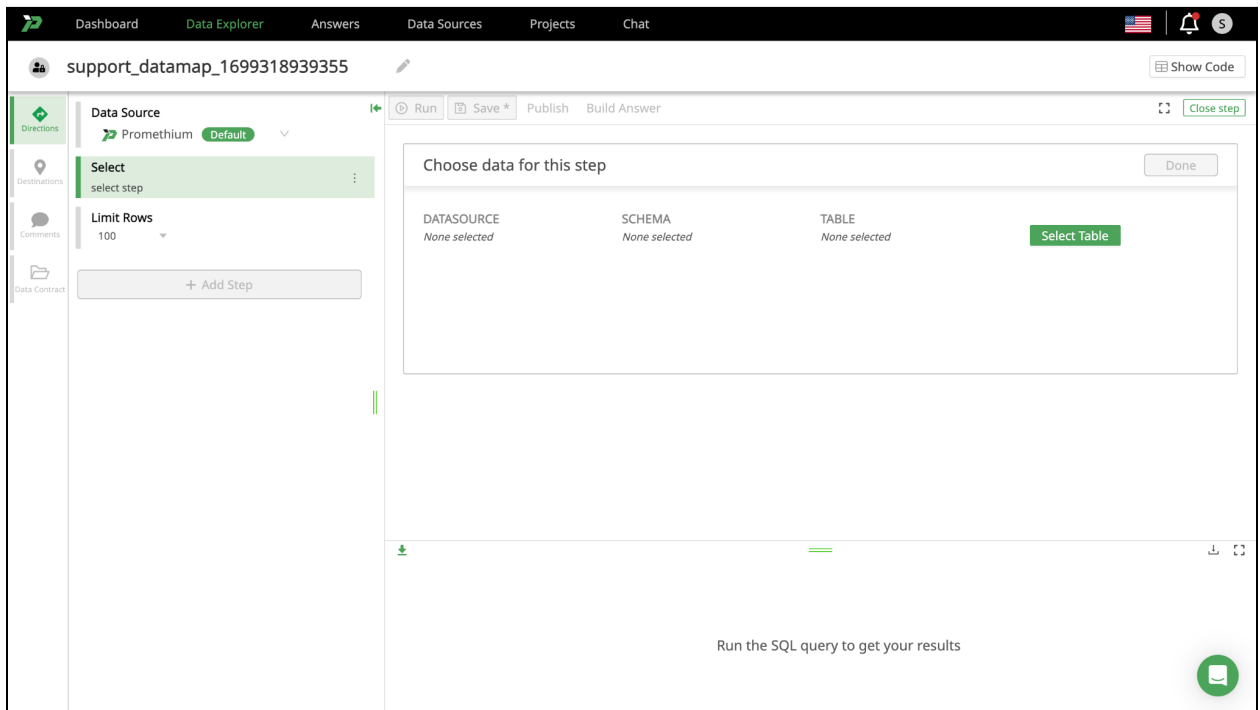 Dashboard Data Explorer Answers Data Sources Projects Chat S
support_datamap_1699318939355 Show Code
Directions
Destinations
Comments
Data Contract
Data Source
Promethium Default
Select
select step
Limit Rows
100
+ Add Step
Run Save * Publish Build Answer Close step
Choose data for this step Done
DATASOURCE SCHEMA TABLE
None selected None selected None selected Select Table
Run the SQL query to get your results